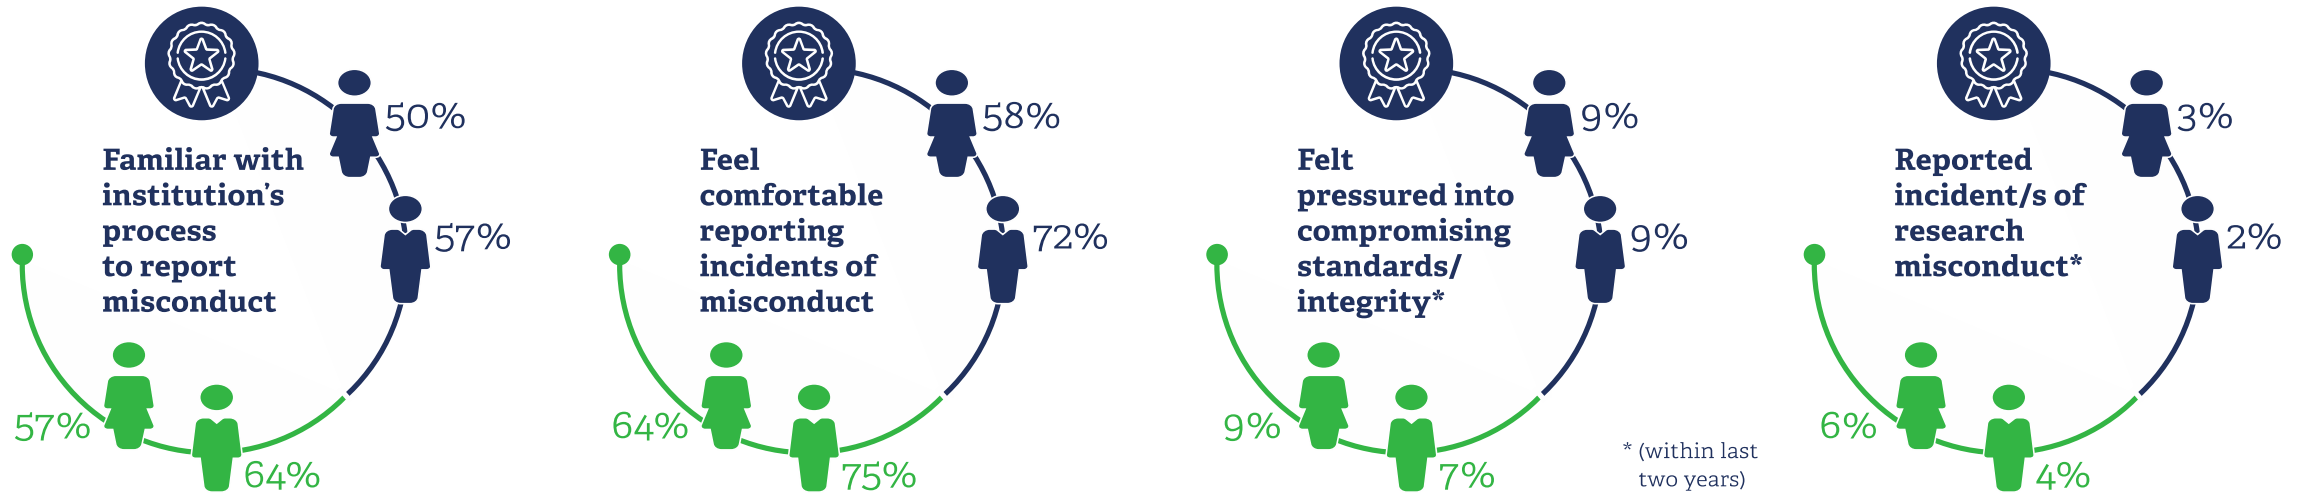 Familiar with
institution's
process
to report
misconduct
50%
57%
57%
64%
Feel
comfortable
reporting
incidents of
misconduct
58%
72%
64%
75%
Felt
pressured into
compromising
standards/
integrity*
9%
9%
9%
7%
* (within last
two years)
Reported
incident/s of
research
misconduct*
3%
2%
6%
4%